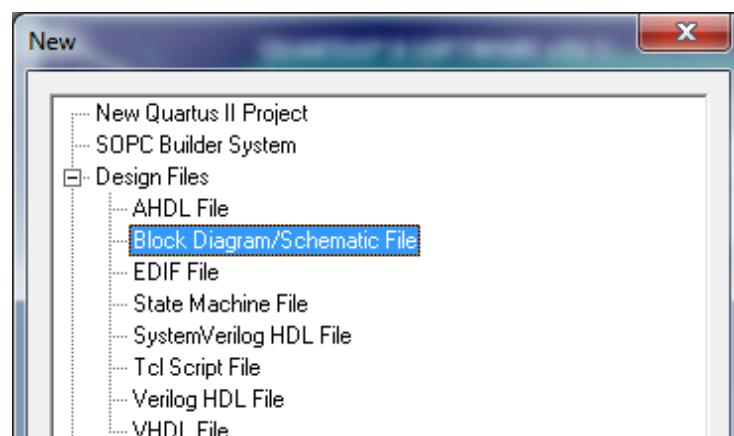 New
New Quartus II Project
SOPC Builder System
Design Files
AHDL File
Block Diagram/Schematic File
EDIF File
State Machine File
SystemVerilog HDL File
Tcl Script File
Verilog HDL File
VHDL File